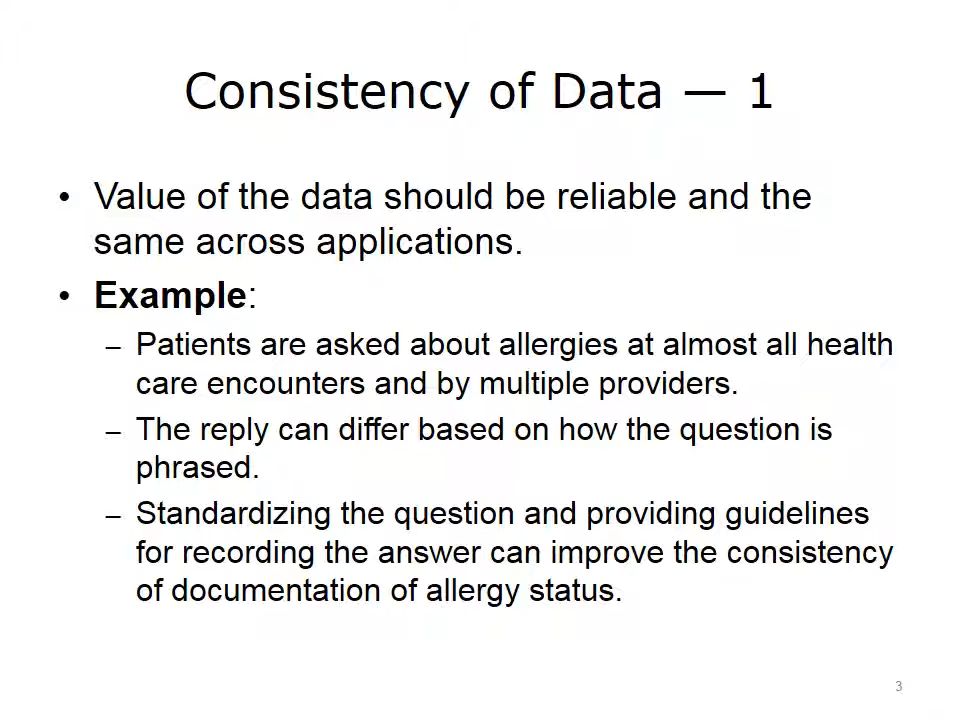 Consistency of Data — 1
• Value of the data should be reliable and the
same across applications.
• Example:
– Patients are asked about allergies at almost all health
care encounters and by multiple providers.
– The reply can differ based on how the question is
phrased.
– Standardizing the question and providing guidelines
for recording the answer can improve the consistency
of documentation of allergy status.
3